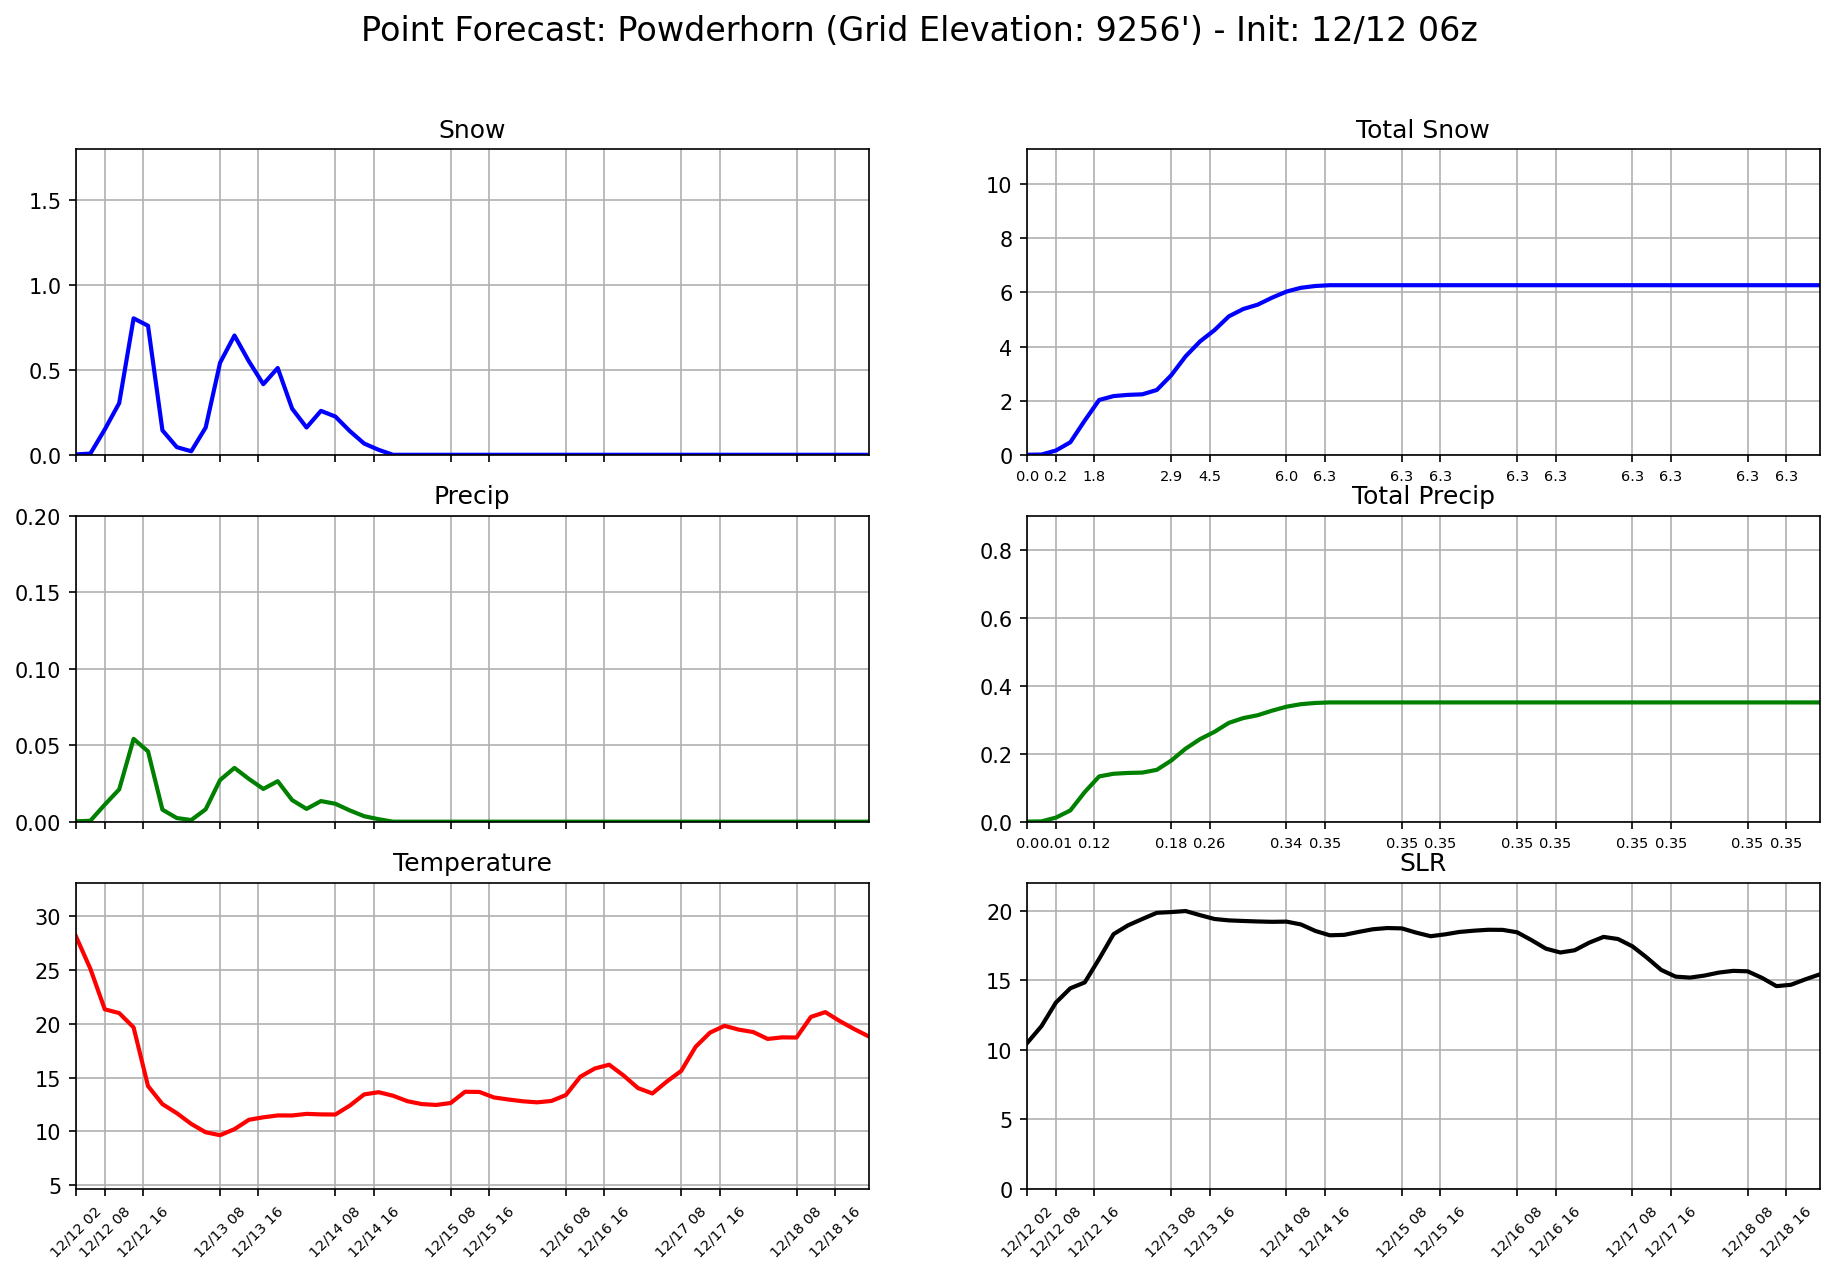 Point Forecast: Powderhorn (Grid Elevation: 9256') - Init: 12/12 06z
Snow
1.5
1.0
0.5
0.0
Total Snow
10
8
6
4
2
0
0.0 0.2 1.8 2.9 4.5 6.0 6.3 6.3 6.3 6.3 6.3 6.3 6.3 6.3 6.3
Precip
0.20
0.15
0.10
0.05
0.00
Total Precip
0.8
0.6
0.4
0.2
0.0
0.00 0.01 0.12 0.18 0.26 0.34 0.35 0.35 0.35 0.35 0.35 0.35 0.35 0.35 0.35
Temperature
30
25
20
15
10
5
12/12 02 12/12 08 12/12 16 12/13 08 12/13 16 12/14 08 12/14 16 12/15 08 12/15 16 12/16 08 12/16 16 12/17 08 12/17 16 12/18 08 12/18 16
SLR
20
15
10
5
0
12/12 02 12/12 08 12/12 16 12/13 08 12/13 16 12/14 08 12/14 16 12/15 08 12/15 16 12/16 08 12/16 16 12/17 08 12/17 16 12/18 08 12/18 16